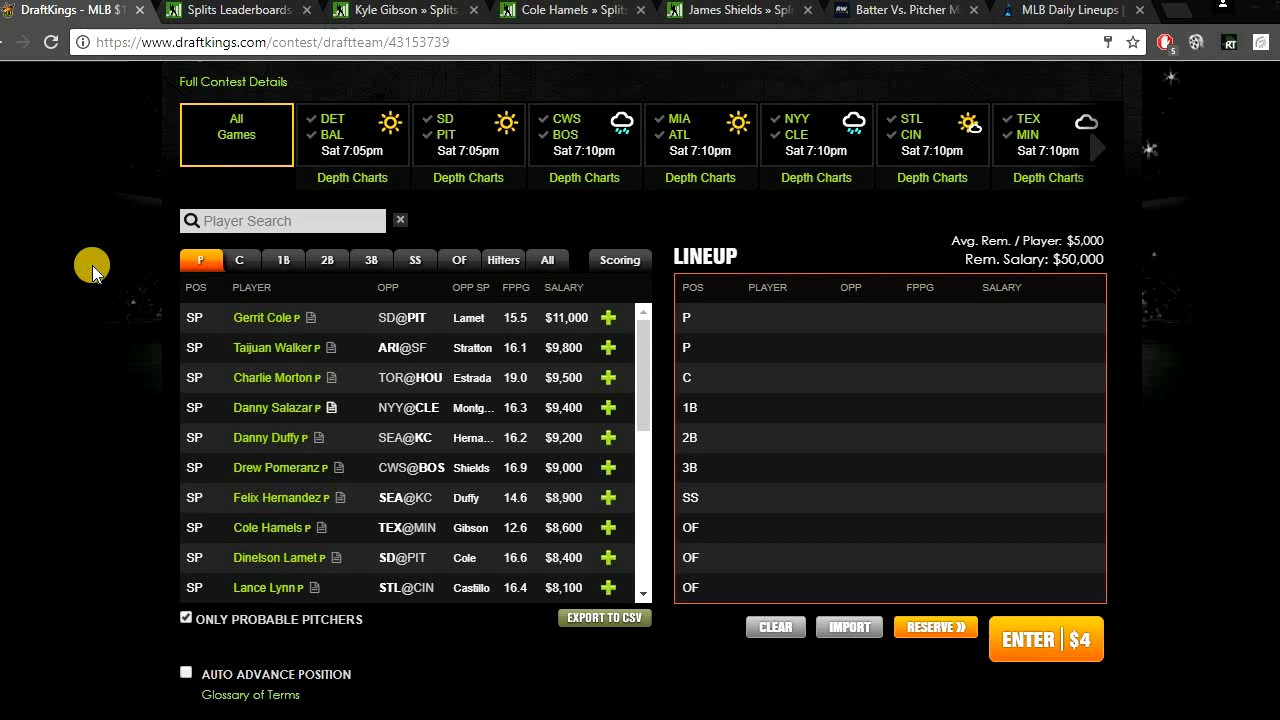 DraftKings - MLB $1
Splits Leaderboards
Kyle Gibson » Splits
Cole Hamels » Splits
James Shields » Spli
Batter Vs. Pitcher M
MLB Daily Lineups |
https://www.draftkings.com/contest/draftteam/43153739
Full Contest Details
All Games
DET BAL Sat 7:05pm Depth Charts
SD PIT Sat 7:05pm Depth Charts
CWS BOS Sat 7:10pm Depth Charts
MIA ATL Sat 7:10pm Depth Charts
NYY CLE Sat 7:10pm Depth Charts
STL CIN Sat 7:10pm Depth Charts
TEX MIN Sat 7:10pm Depth Charts
Player Search
P C 1B 2B 3B SS OF Hitters All Scoring
POS PLAYER OPP OPP SP FPPG SALARY
SP Gerrit Cole P SD@PIT Lamet 15.5 $11,000
SP Taijuan Walker P ARI@SF Stratton 16.1 $9,800
SP Charlie Morton P TOR@HOU Estrada 19.0 $9,500
SP Danny Salazar P NYY@CLE Montg... 16.3 $9,400
SP Danny Duffy P SEA@KC Herna... 16.2 $9,200
SP Drew Pomeranz P CWS@BOS Shields 16.9 $9,000
SP Felix Hernandez P SEA@KC Duffy 14.6 $8,900
SP Cole Hamels P TEX@MIN Gibson 12.6 $8,600
SP Dinelson Lamet P SD@PIT Cole 16.6 $8,400
SP Lance Lynn P STL@CIN Castillo 16.4 $8,100
ONLY PROBABLE PITCHERS
EXPORT TO CSV
AUTO ADVANCE POSITION
Glossary of Terms
LINEUP
Avg. Rem. / Player: $5,000
Rem. Salary: $50,000
POS PLAYER OPP FPPG SALARY
P
P
C
1B
2B
3B
SS
OF
OF
OF
CLEAR IMPORT RESERVE » ENTER | $4